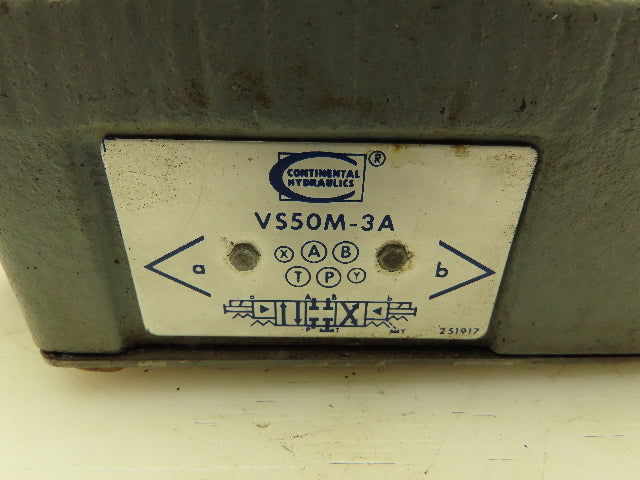 CONTINENTAL
HYDRAULICS
®
VS50M-3A
a
X A B
T P Y
b
a A B b
P T Y
251917